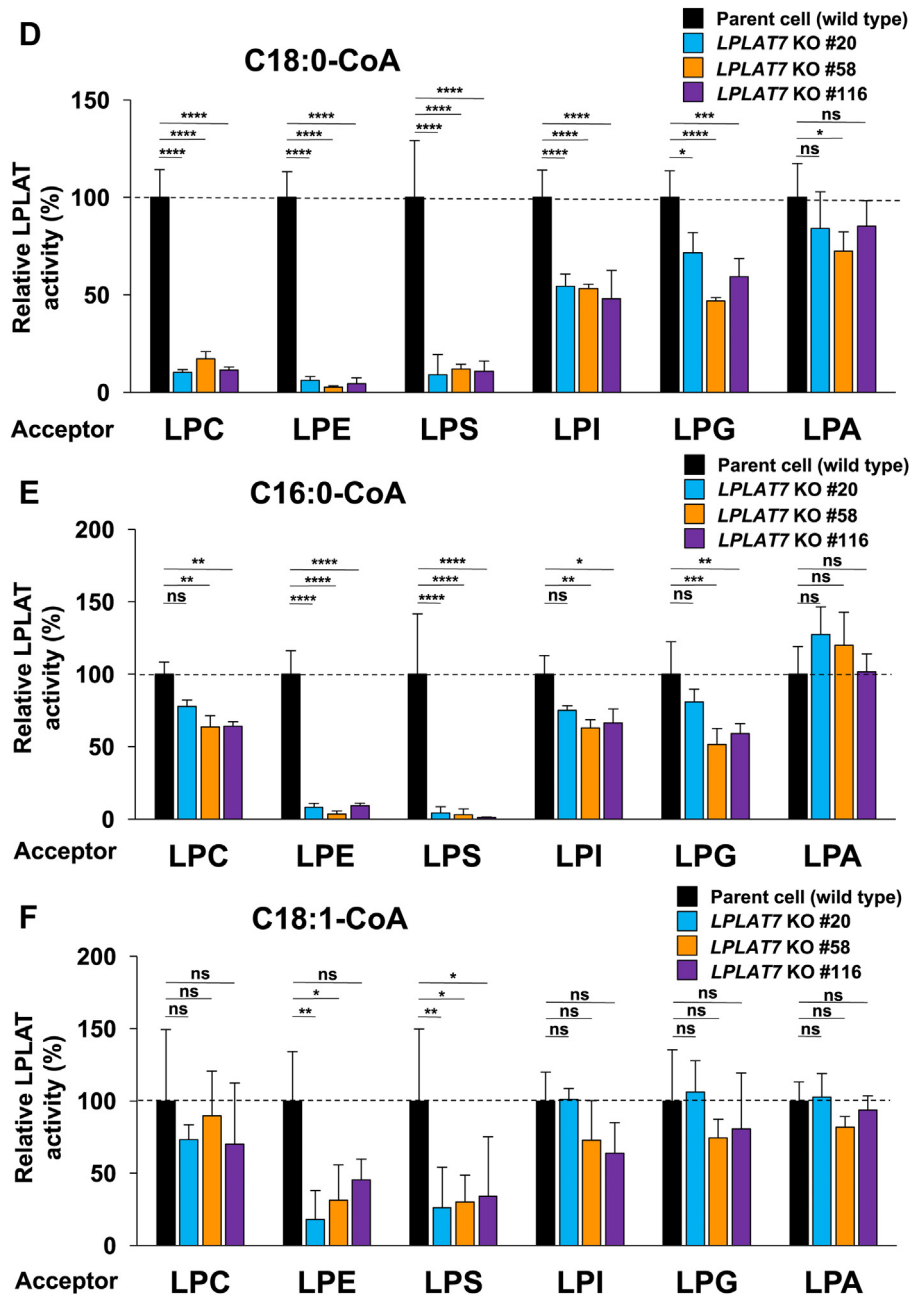 D
C18:0-CoA
Parent cell (wild type)
LPLAT7 KO #20
LPLAT7 KO #58
LPLAT7 KO #116
Relative LPLAT
activity (%)
150
100
50
0
**** **** **** **** *** ns
**** **** **** **** **** *
**** **** **** **** * ns
Acceptor LPC LPE LPS LPI LPG LPA
E
C16:0-CoA
Parent cell (wild type)
LPLAT7 KO #20
LPLAT7 KO #58
LPLAT7 KO #116
Relative LPLAT
activity (%)
200
150
100
50
0
** **** **** * ** ns
** **** **** ** *** ns
ns **** **** ns ns ns
Acceptor LPC LPE LPS LPI LPG LPA
F
C18:1-CoA
Parent cell (wild type)
LPLAT7 KO #20
LPLAT7 KO #58
LPLAT7 KO #116
Relative LPLAT
activity (%)
200
150
100
50
0
ns ns * ns ns ns
ns * * ns ns ns
ns ** ** ns ns ns
Acceptor LPC LPE LPS LPI LPG LPA